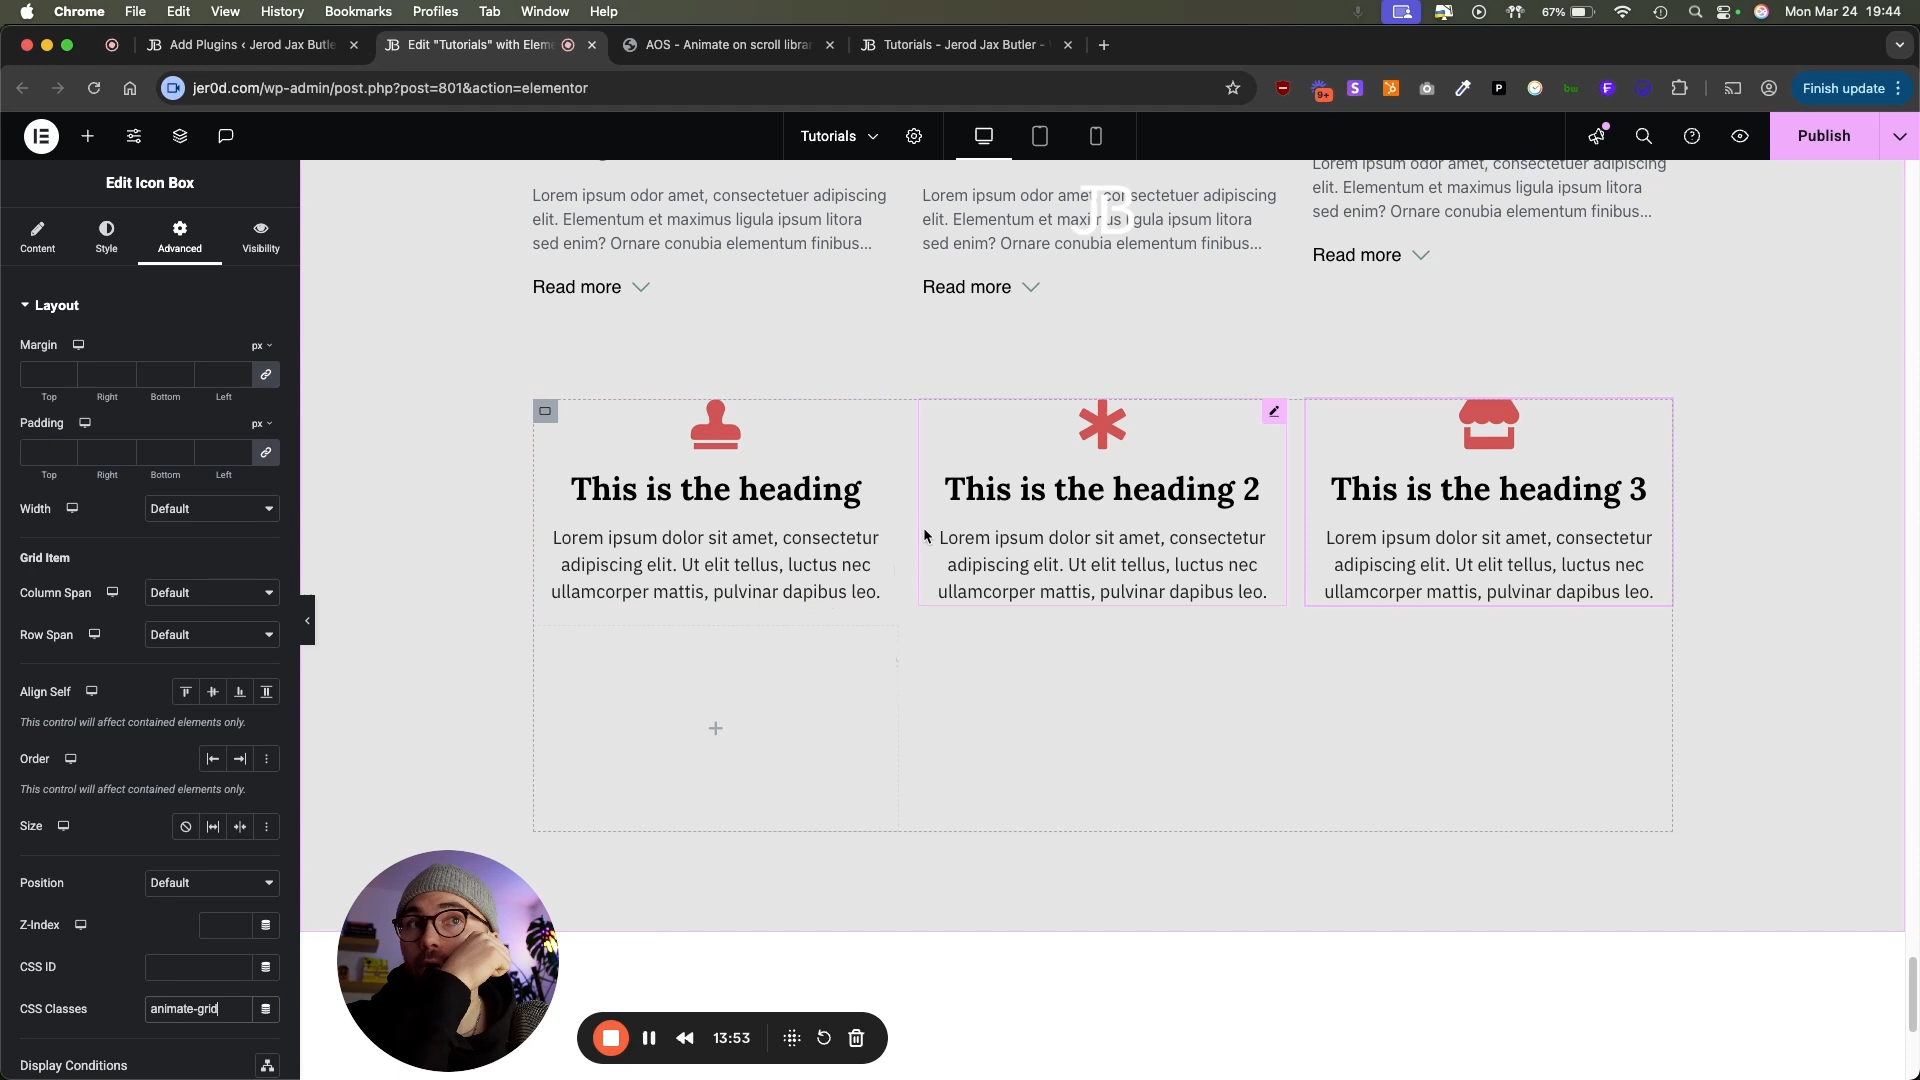 Chrome File Edit View History Bookmarks Profiles Tab Window Help 67% Mon Mar 24 19:44
JB Add Plugins ‹ Jerod Jax Butle JB Edit "Tutorials" with Eleme AOS - Animate on scroll librar JB Tutorials - Jerod Jax Butler -
jer0d.com/wp-admin/post.php?post=801&action=elementor 9+ S P bw F Finish update
Tutorials Publish
Edit Icon Box
Content Style Advanced Visibility
Layout
Margin px
Top Right Bottom Left
Padding px
Top Right Bottom Left
Width Default
Grid Item
Column Span Default
Row Span Default
Align Self
This control will affect contained elements only.
Order
This control will affect contained elements only.
Size
Position Default
Z-Index
CSS ID
CSS Classes animate-grid
Display Conditions
Lorem ipsum odor amet, consectetuer adipiscing
elit. Elementum et maximus ligula ipsum litora
sed enim? Ornare conubia elementum finibus...
Read more
Lorem ipsum odor amet, consectetuer adipiscing
elit. Elementum et maximus ligula ipsum litora
sed enim? Ornare conubia elementum finibus...
Read more
JB
Lorem ipsum odor amet, consectetuer adipiscing
elit. Elementum et maximus ligula ipsum litora
sed enim? Ornare conubia elementum finibus...
Read more
This is the heading
Lorem ipsum dolor sit amet, consectetur
adipiscing elit. Ut elit tellus, luctus nec
ullamcorper mattis, pulvinar dapibus leo.
This is the heading 2
Lorem ipsum dolor sit amet, consectetur
adipiscing elit. Ut elit tellus, luctus nec
ullamcorper mattis, pulvinar dapibus leo.
This is the heading 3
Lorem ipsum dolor sit amet, consectetur
adipiscing elit. Ut elit tellus, luctus nec
ullamcorper mattis, pulvinar dapibus leo.
13:53